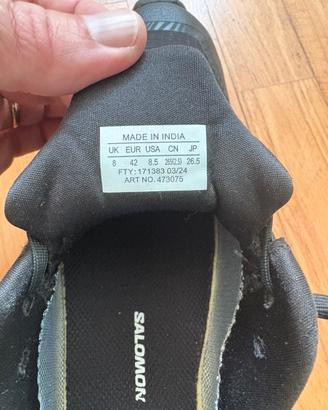 MADE IN INDIA
UK EUR USA CN JP
8 42 8.5 265(2.5) 26.5
FTY: 171383 03/24
ART NO. 473075
SALOMON